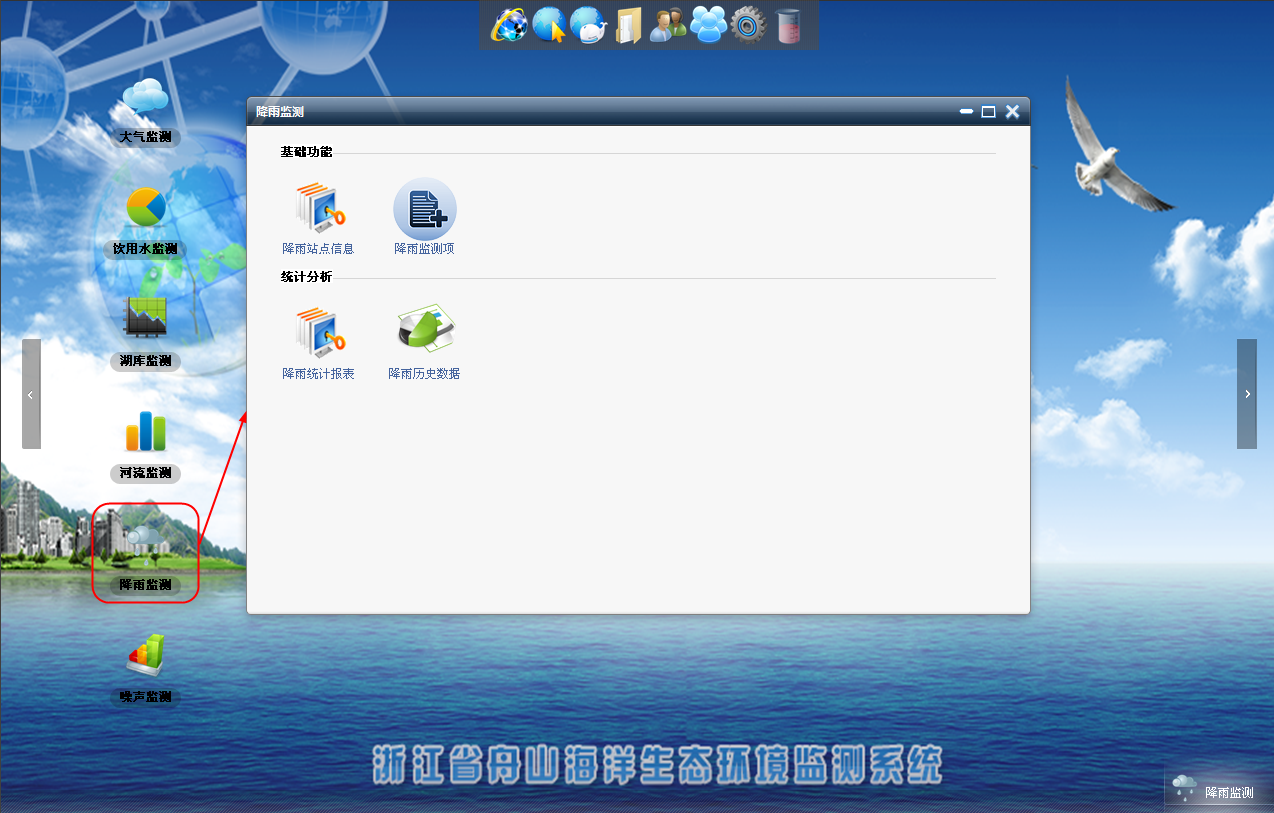 大气监测
饮用水监测
湖库监测
河流监测
降雨监测
噪声监测
降雨监测
基础功能
降雨站点信息
降雨监测项
统计分析
降雨统计报表
降雨历史数据
浙江省舟山海洋生态环境监测系统
降雨监测